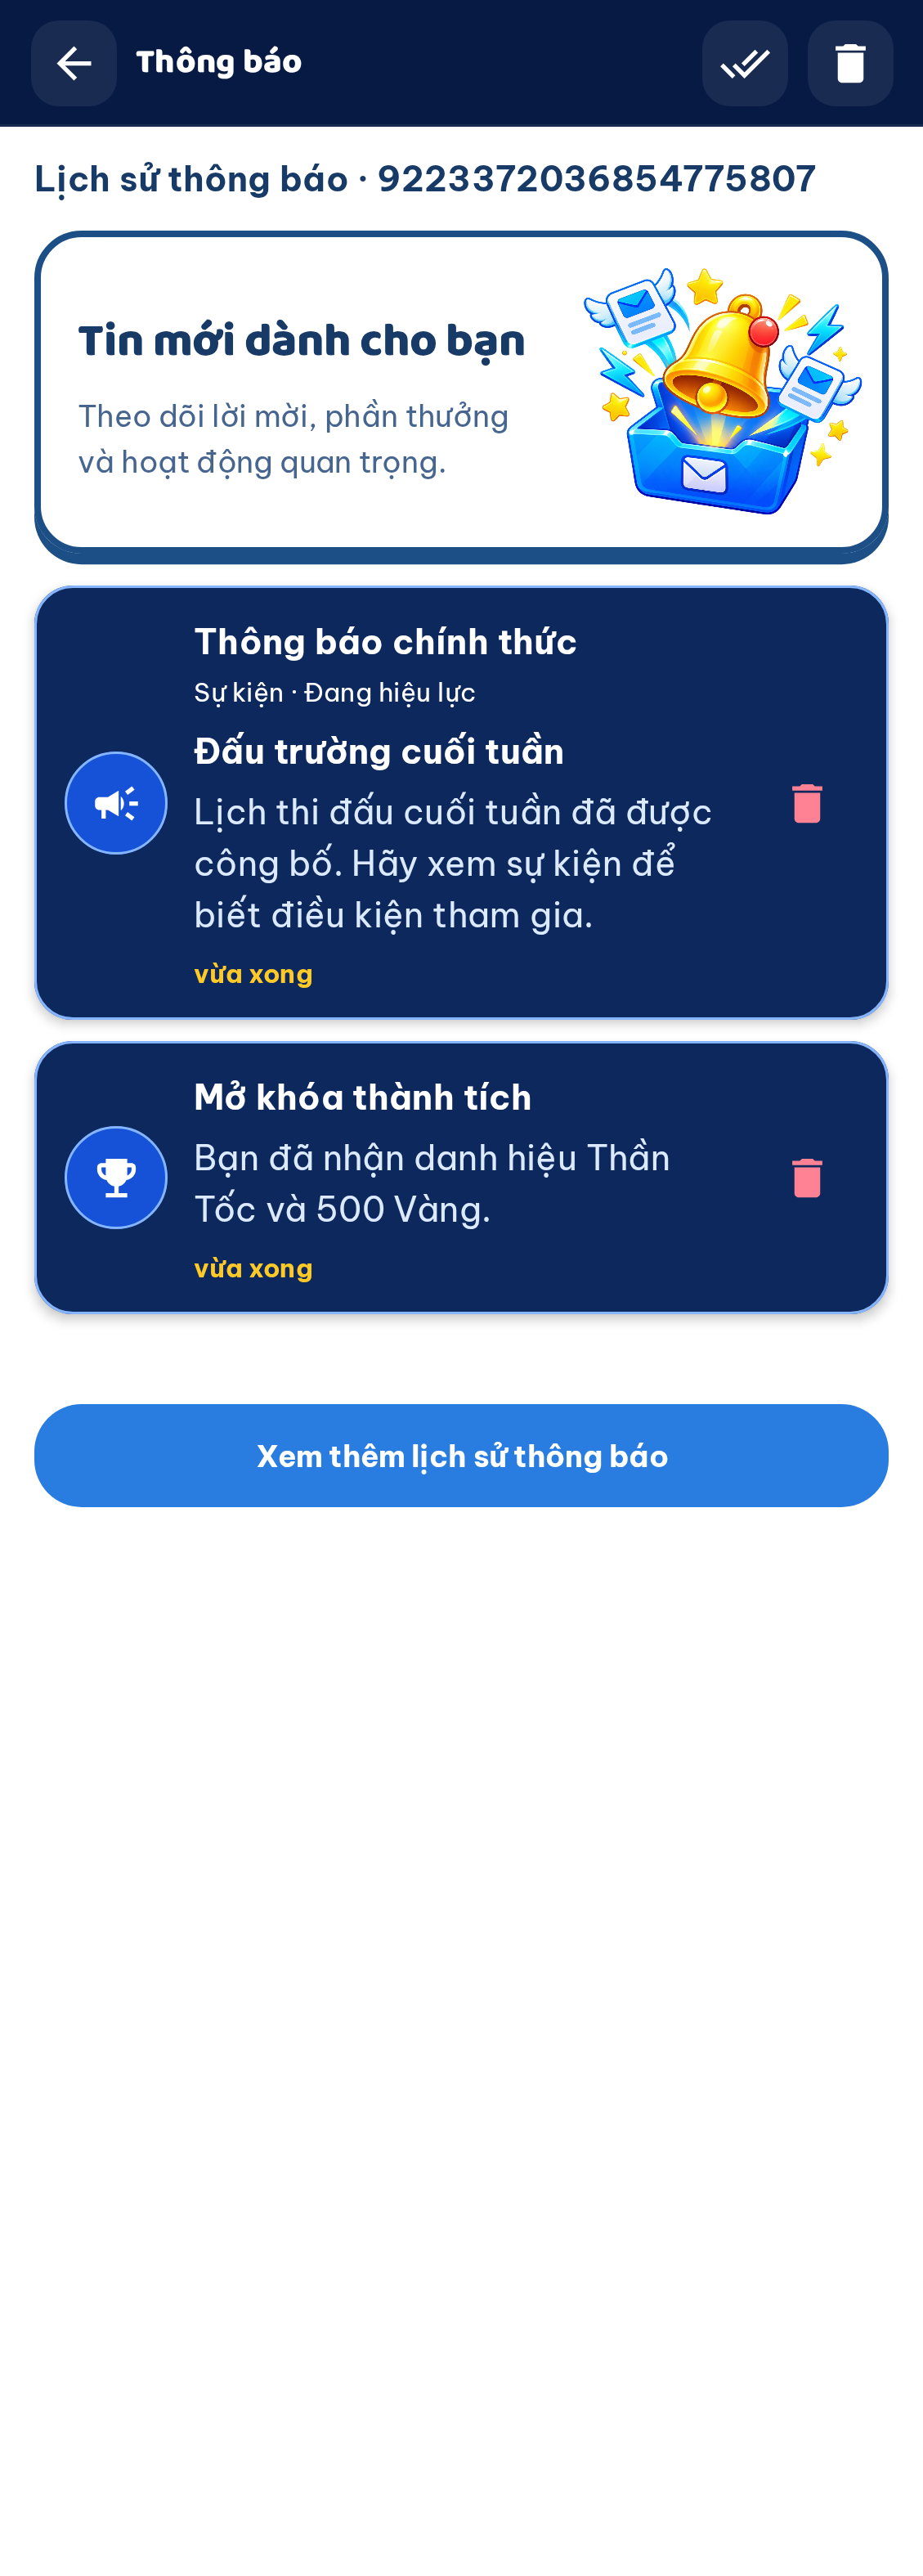 Thông báo
Lịch sử thông báo · 9223372036854775807
Tin mới dành cho bạn
Theo dõi lời mời, phần thưởng
và hoạt động quan trọng.
Thông báo chính thức
Sự kiện · Đang hiệu lực
Đấu trường cuối tuần
Lịch thi đấu cuối tuần đã được
công bố. Hãy xem sự kiện để
biết điều kiện tham gia.
vừa xong
Mở khóa thành tích
Bạn đã nhận danh hiệu Thần
Tốc và 500 Vàng.
vừa xong
Xem thêm lịch sử thông báo